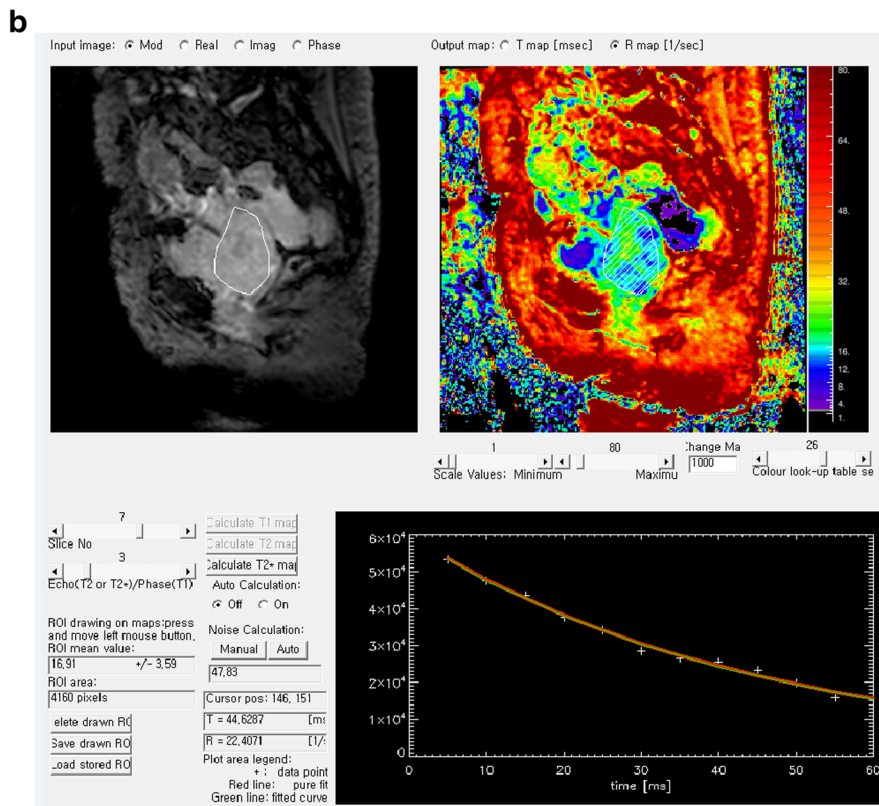 b
Input image: Mod Real Imag Phase
Output map: T map [msec] R map [1/sec]
80.
64.
48.
32.
16.
12.
8.
4.
1.
1
80
Change Ma
26
1000
Scale Values: Minimum
Maximu
Colour look-up table se
7
Slice No
3
Echo(T2 or T2*)/Phase(T1)
Calculate T1 map
Calculate T2 map
Calculate T2* map
Auto Calculation:
Off On
ROI drawing on maps:press
and move left mouse button.
ROI mean value:
16,91 +/- 3,59
ROI area:
4160 pixels
elete drawn RO
Save drawn RO
Load stored RO
Noise Calculation:
Manual Auto
47,83
Cursor pos: 146, 151
T = 44,6287 [ms
R = 22,4071 [1/s
Plot area legend:
+ : data point
Red line: pure fit
Green line: fitted curve
6×10⁴
5×10⁴
4×10⁴
3×10⁴
2×10⁴
1×10⁴
0
0 10 20 30 40 50 60
time [ms]